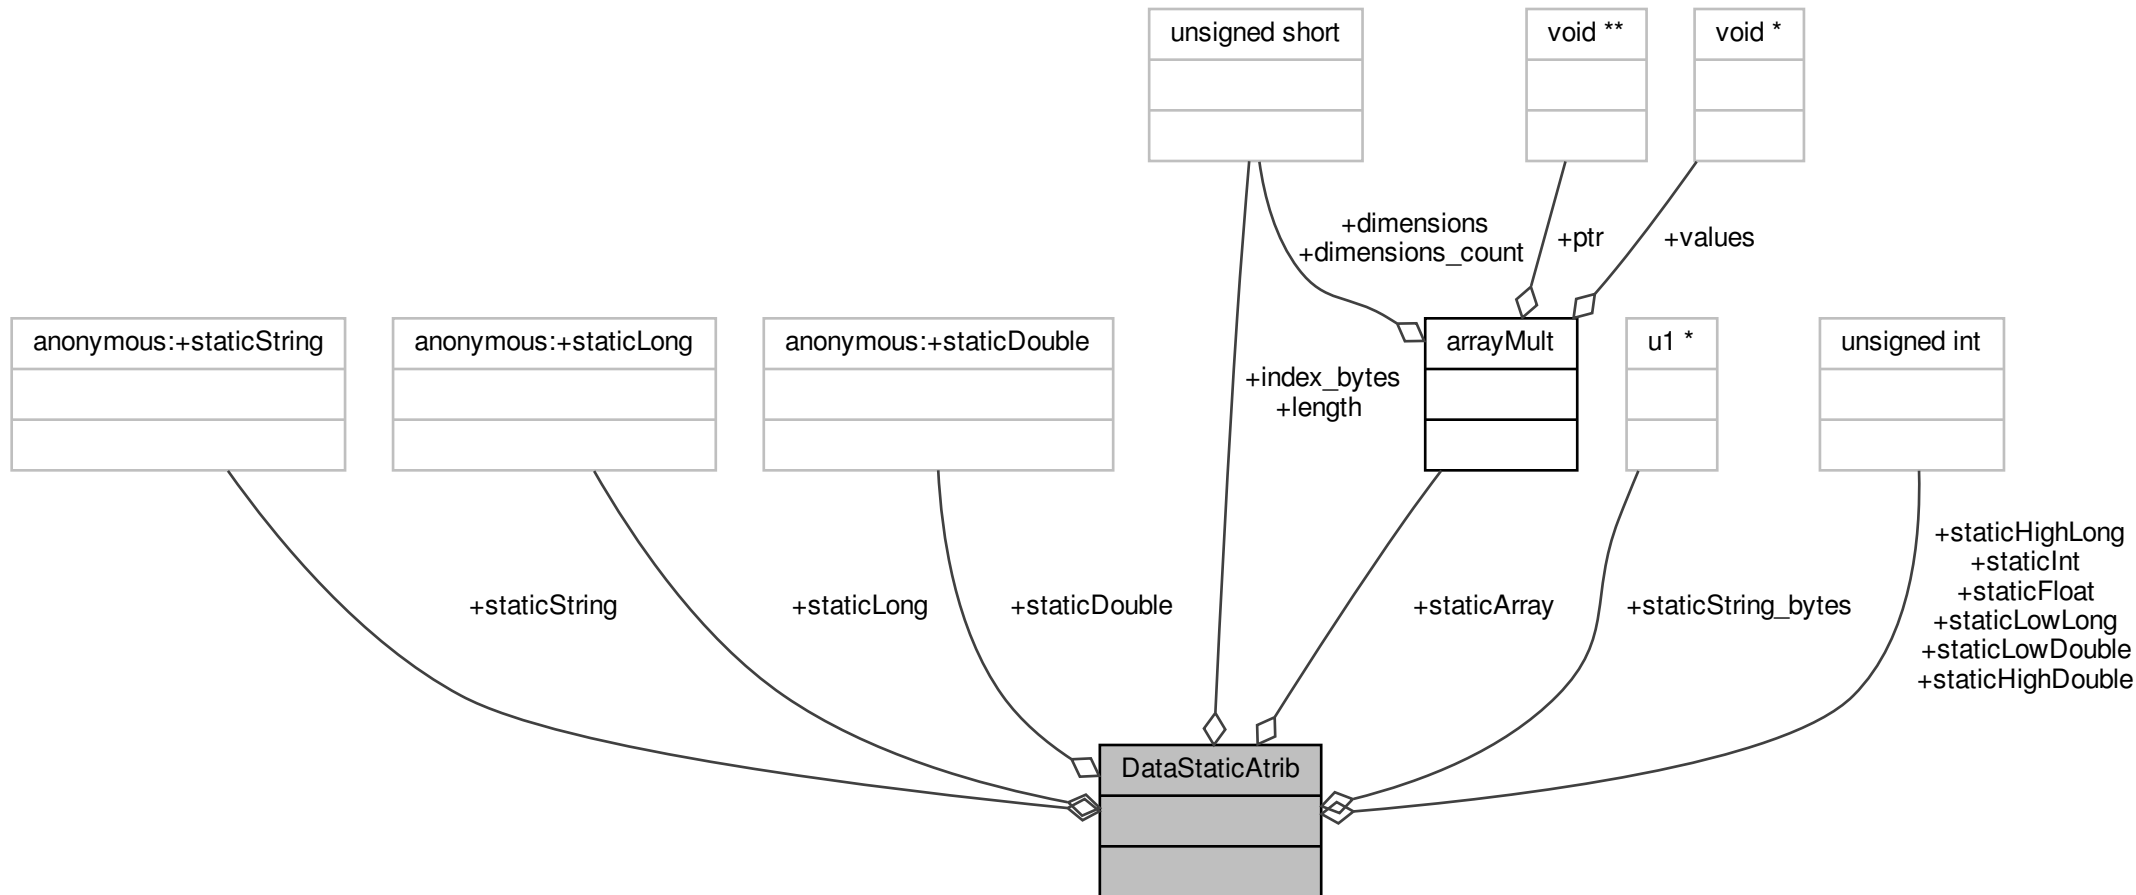 unsigned short
void **
void *
+dimensions
+dimensions_count
+ptr
+values
anonymous:+staticString
anonymous:+staticLong
anonymous:+staticDouble
+index_bytes
+length
arrayMult
u1 *
unsigned int
+staticString
+staticLong
+staticDouble
+staticArray
+staticString_bytes
+staticHighLong
+staticInt
+staticFloat
+staticLowLong
+staticLowDouble
+staticHighDouble
DataStaticAtrib